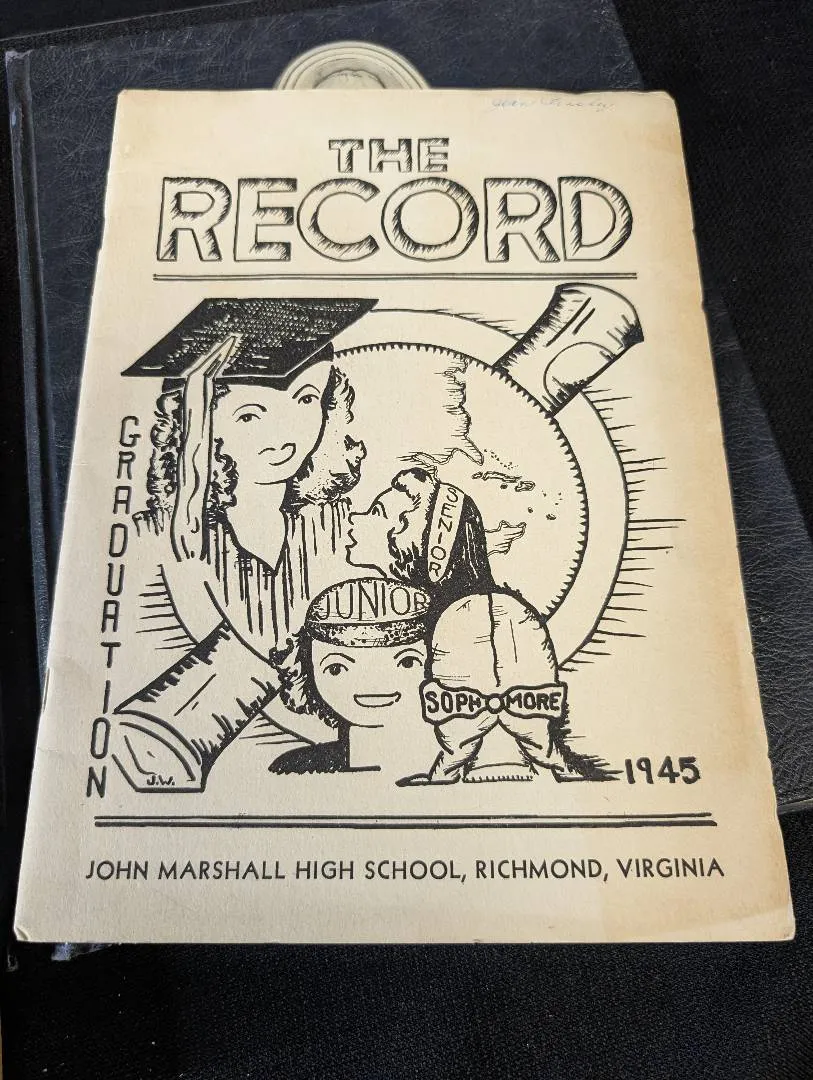 THE
RECORD
GRADUATION
SENIOR
JUNIOR
SOPHOMORE
J.W.
1945
JOHN MARSHALL HIGH SCHOOL, RICHMOND, VIRGINIA